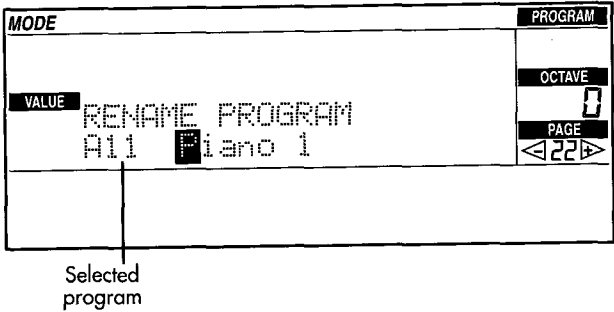 MODE
PROGRAM
OCTAVE
0
VALUE
RENAME PROGRAM
PAGE
A11 Piano 1
- 22 +
Selected
program